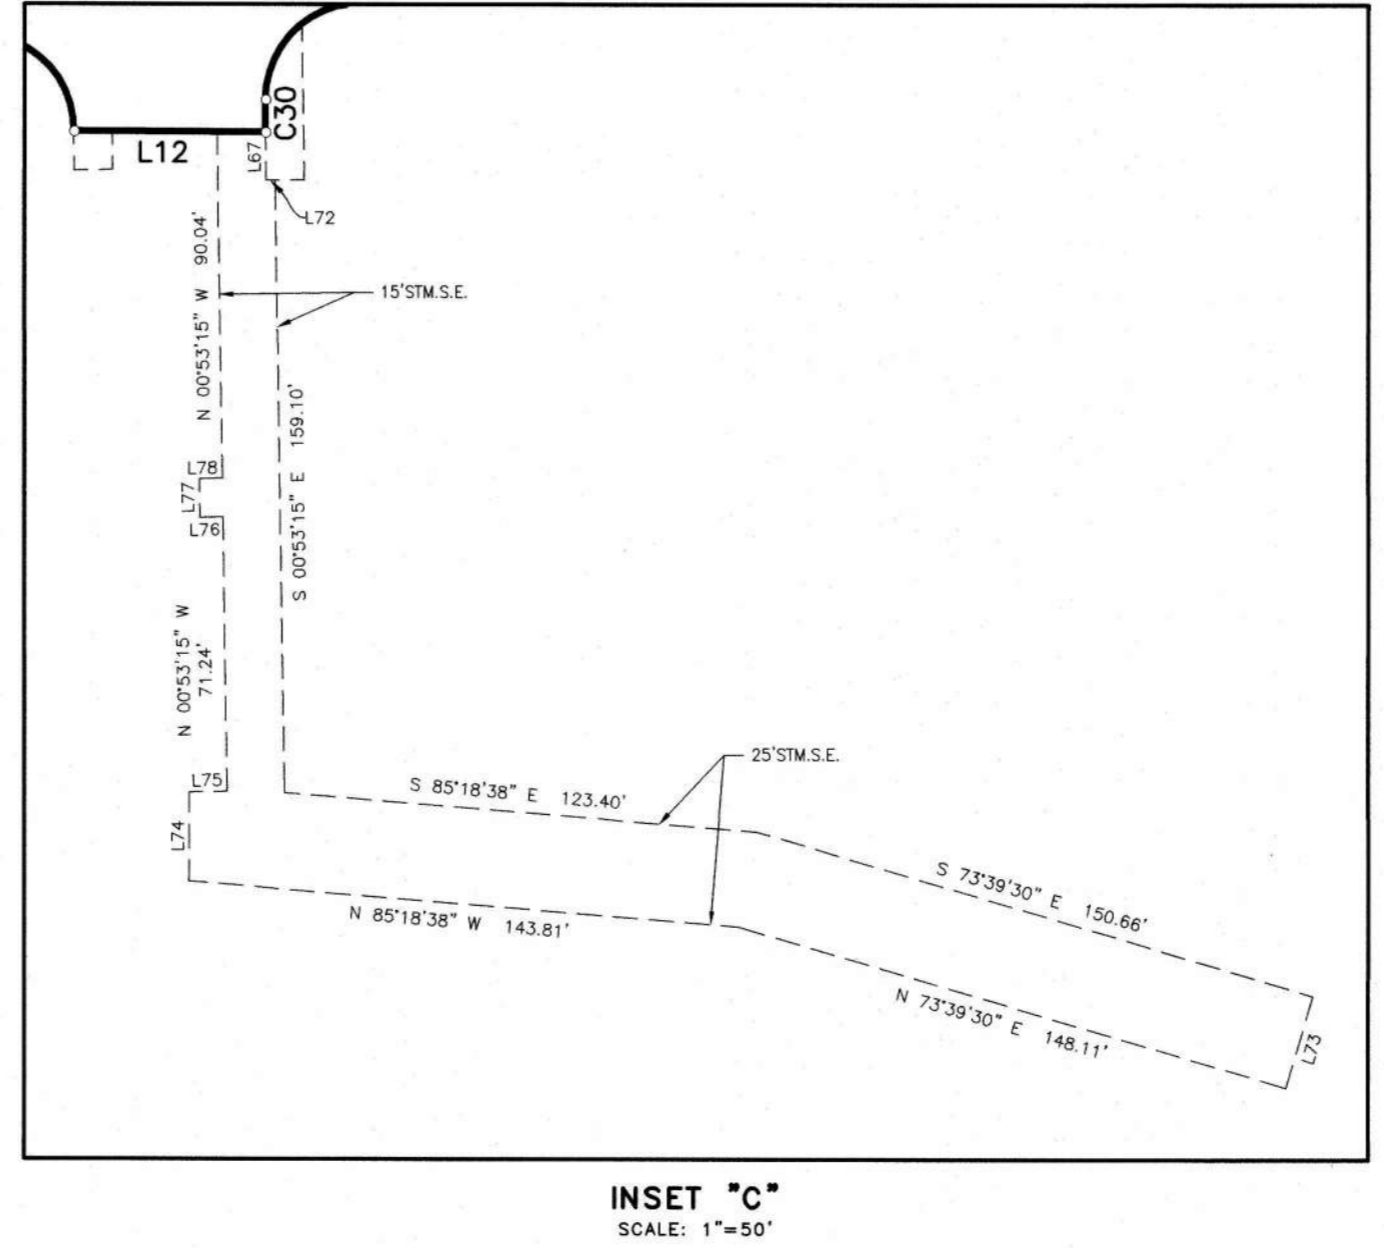 C30
L12
L67
L72
N 00°53'15" W 90.04'
15'STM.S.E.
S 00°53'15" E 159.10'
L78
L77
L76
N 00°53'15" W
71.24'
L75
L74
25'STM.S.E.
S 85°18'38" E 123.40'
N 85°18'38" W 143.81'
S 73°39'30" E 150.66'
N 73°39'30" E 148.11'
L73
INSET "C"
SCALE: 1"=50'